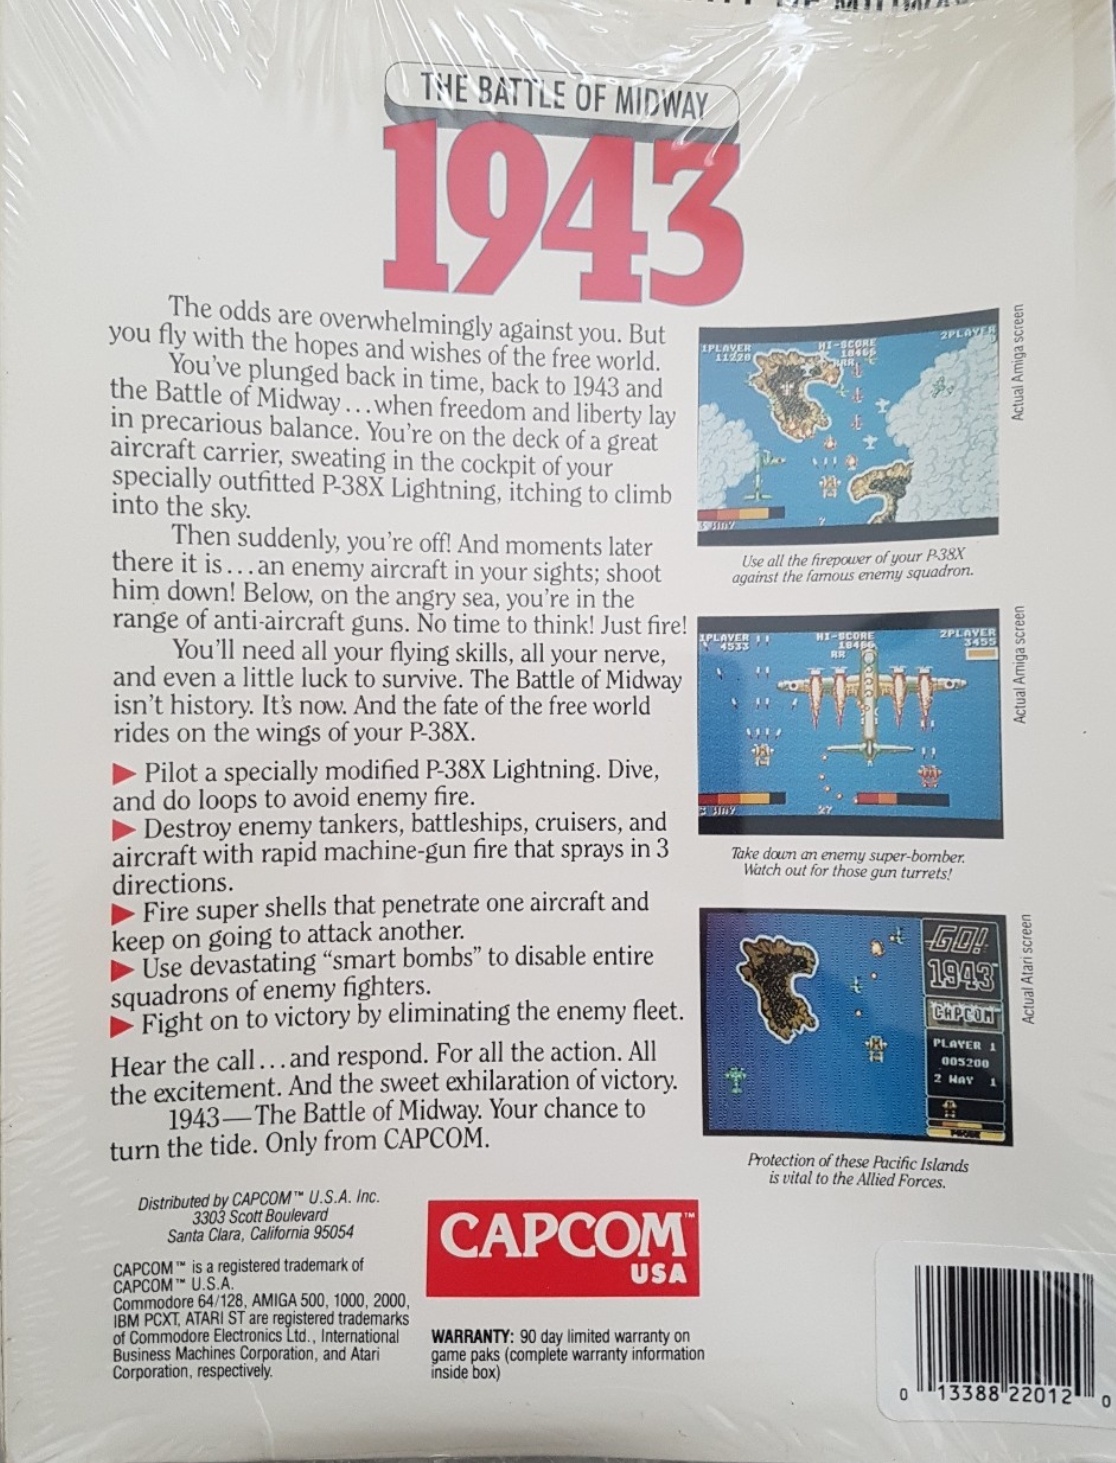 THE BATTLE OF MIDWAY
1943
The odds are overwhelmingly against you. But
you fly with the hopes and wishes of the free world.
You've plunged back in time, back to 1943 and
the Battle of Midway...when freedom and liberty lay
in precarious balance. You're on the deck of a great
aircraft carrier, sweating in the cockpit of your
specially outfitted P-38X Lightning, itching to climb
into the sky.
Then suddenly, you're off! And moments later
there it is...an enemy aircraft in your sights; shoot
him down! Below, on the angry sea, you're in the
range of anti-aircraft guns. No time to think! Just fire!
You'll need all your flying skills, all your nerve,
and even a little luck to survive. The Battle of Midway
isn't history. It's now. And the fate of the free world
rides on the wings of your P-38X.
▶ Pilot a specially modified P-38X Lightning. Dive,
and do loops to avoid enemy fire.
▶ Destroy enemy tankers, battleships, cruisers, and
aircraft with rapid machine-gun fire that sprays in 3
directions.
▶ Fire super shells that penetrate one aircraft and
keep on going to attack another.
▶ Use devastating “smart bombs” to disable entire
squadrons of enemy fighters.
▶ Fight on to victory by eliminating the enemy fleet.
Hear the call...and respond. For all the action. All
the excitement. And the sweet exhilaration of victory.
1943—The Battle of Midway. Your chance to
turn the tide. Only from CAPCOM.
1PLAYER HI-SCORE 2PLAYER
11220 18466
Actual Amiga screen
Use all the firepower of your P-38X
against the famous enemy squadron.
1PLAYER HI-SCORE 2PLAYER
4533 18466 3455
RR
27
Actual Amiga screen
Take down an enemy super-bomber.
Watch out for those gun turrets!
GO!
1943
CAPCOM
PLAYER 1
005200
2 WAY 1
Actual Atari screen
Protection of these Pacific Islands
is vital to the Allied Forces.
Distributed by CAPCOM™ U.S.A. Inc.
3303 Scott Boulevard
Santa Clara, California 95054
CAPCOM™ is a registered trademark of
CAPCOM™ U.S.A.
Commodore 64/128, AMIGA 500, 1000, 2000,
IBM PCXT, ATARI ST are registered trademarks
of Commodore Electronics Ltd., International
Business Machines Corporation, and Atari
Corporation, respectively.
CAPCOM™
USA
WARRANTY: 90 day limited warranty on
game paks (complete warranty information
inside box)
0 13388 22012 0